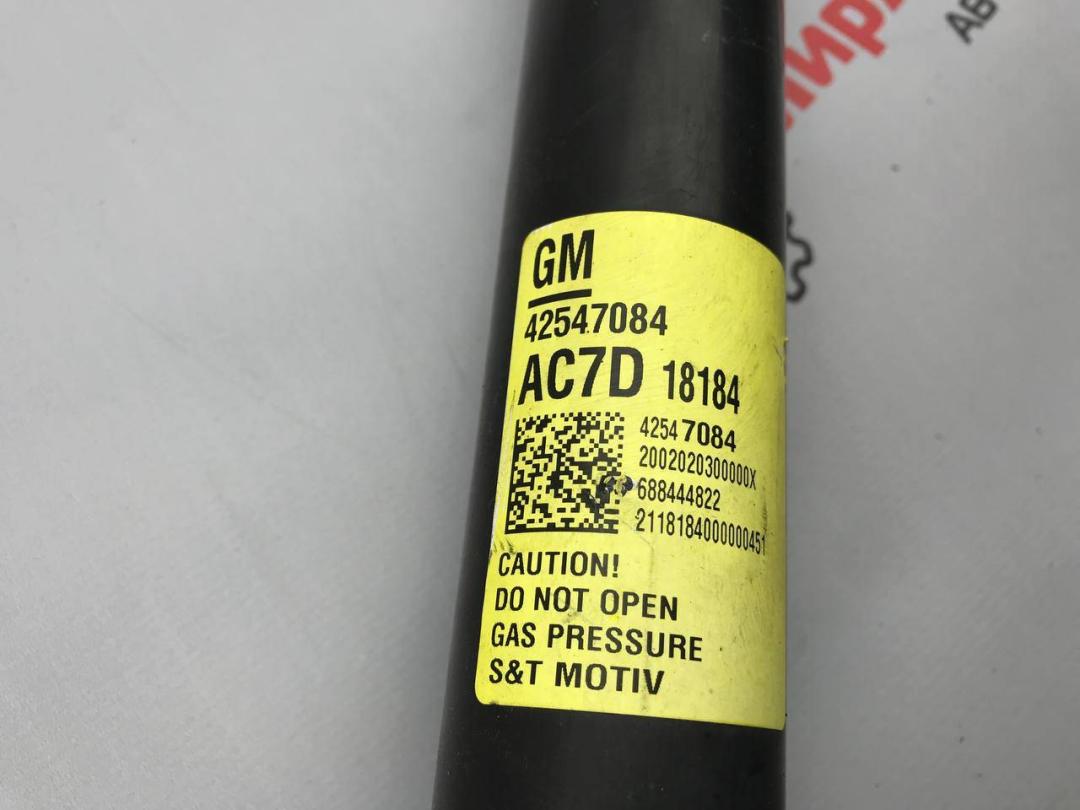 GM
42547084
AC7D 18184
42547084
2002020300000X
688444822
2118184000000451
CAUTION!
DO NOT OPEN
GAS PRESSURE
S&T MOTIV